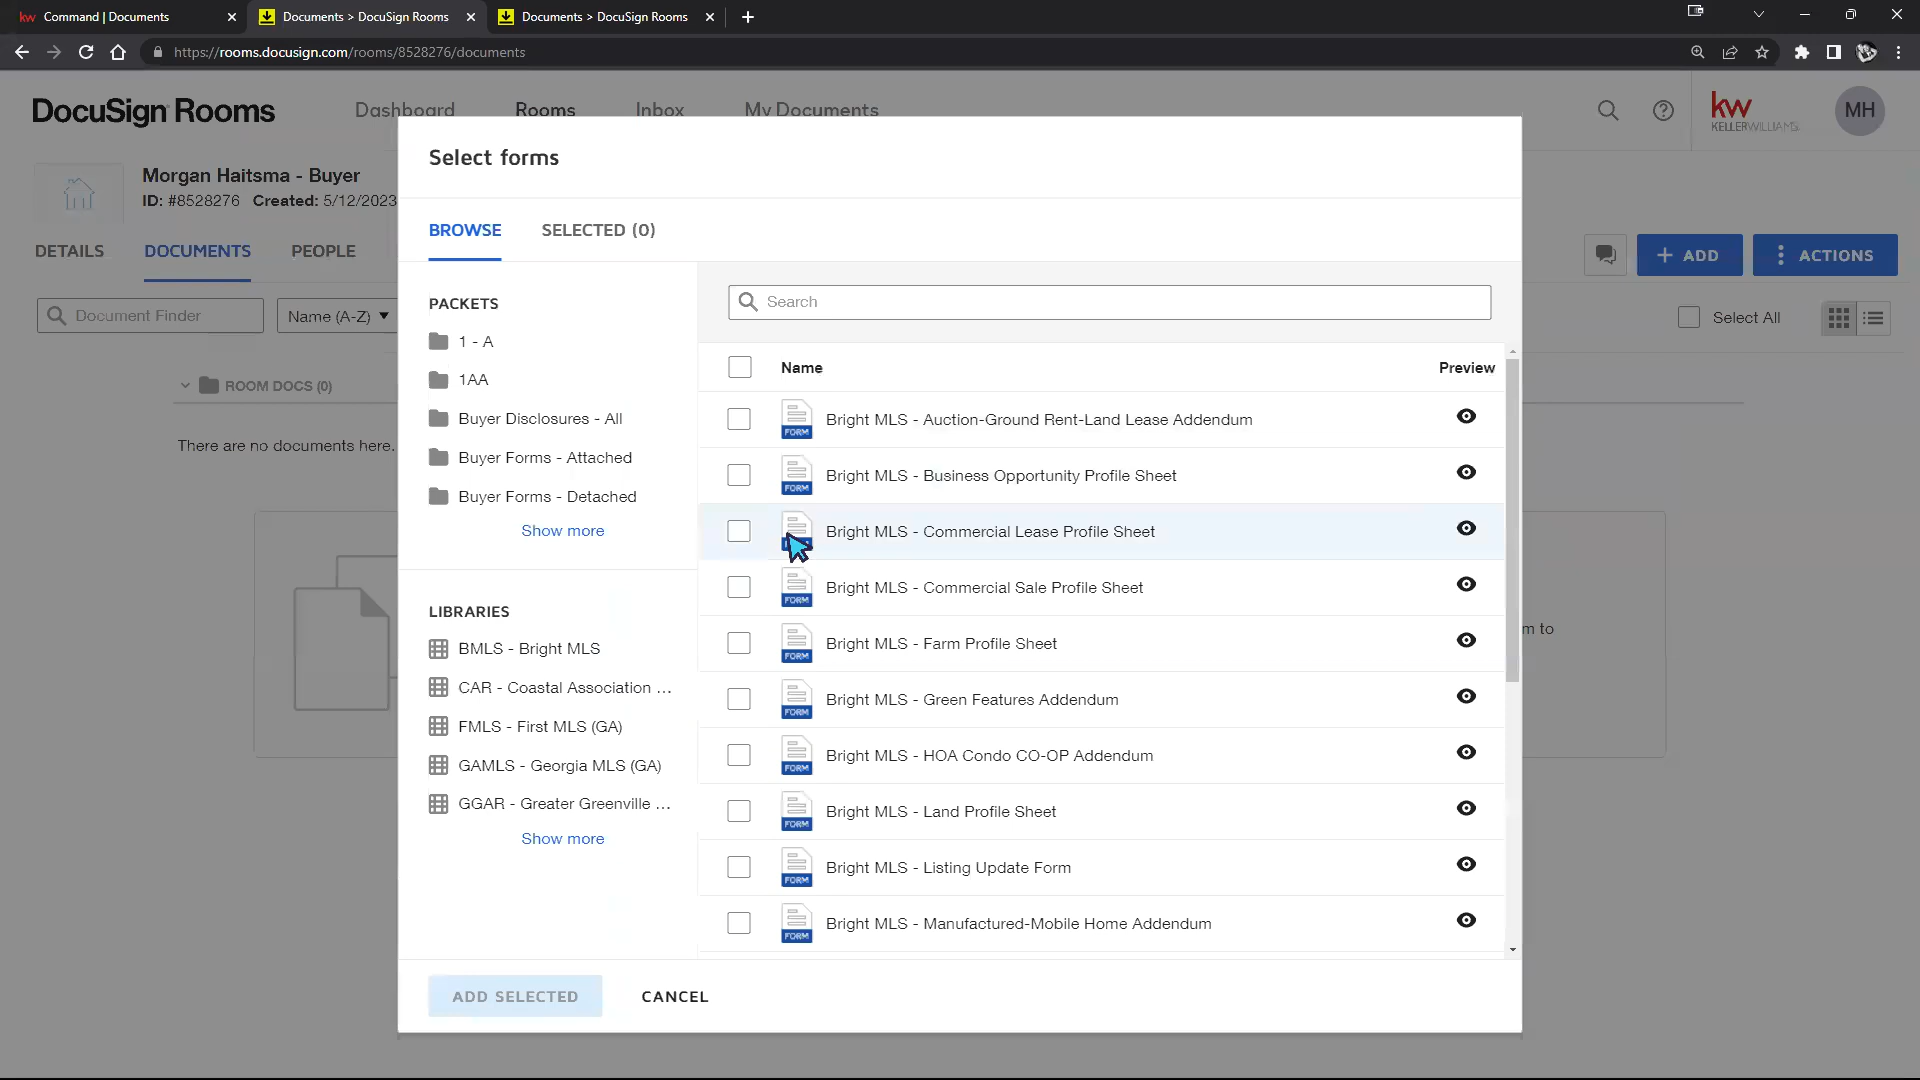 Command | Documents
Documents > DocuSign Rooms
Documents > DocuSign Rooms
https://rooms.docusign.com/rooms/8528276/documents
DocuSign Rooms
Dashboard
Rooms
Inbox
My Documents
kw
KELLERWILLIAMS
MH
Morgan Haitsma - Buyer
ID: #8528276 Created: 5/12/2023
DETAILS
DOCUMENTS
PEOPLE
+ ADD
ACTIONS
Document Finder
Name (A-Z)
Select All
ROOM DOCS (0)
There are no documents here.
m to
Select forms
BROWSE
SELECTED (0)
PACKETS
1 - A
1AA
Buyer Disclosures - All
Buyer Forms - Attached
Buyer Forms - Detached
Show more
LIBRARIES
BMLS - Bright MLS
CAR - Coastal Association ...
FMLS - First MLS (GA)
GAMLS - Georgia MLS (GA)
GGAR - Greater Greenville ...
Show more
Search
Name
Preview
FORM
Bright MLS - Auction-Ground Rent-Land Lease Addendum
FORM
Bright MLS - Business Opportunity Profile Sheet
Bright MLS - Commercial Lease Profile Sheet
FORM
Bright MLS - Commercial Sale Profile Sheet
FORM
Bright MLS - Farm Profile Sheet
FORM
Bright MLS - Green Features Addendum
FORM
Bright MLS - HOA Condo CO-OP Addendum
FORM
Bright MLS - Land Profile Sheet
FORM
Bright MLS - Listing Update Form
FORM
Bright MLS - Manufactured-Mobile Home Addendum
ADD SELECTED
CANCEL